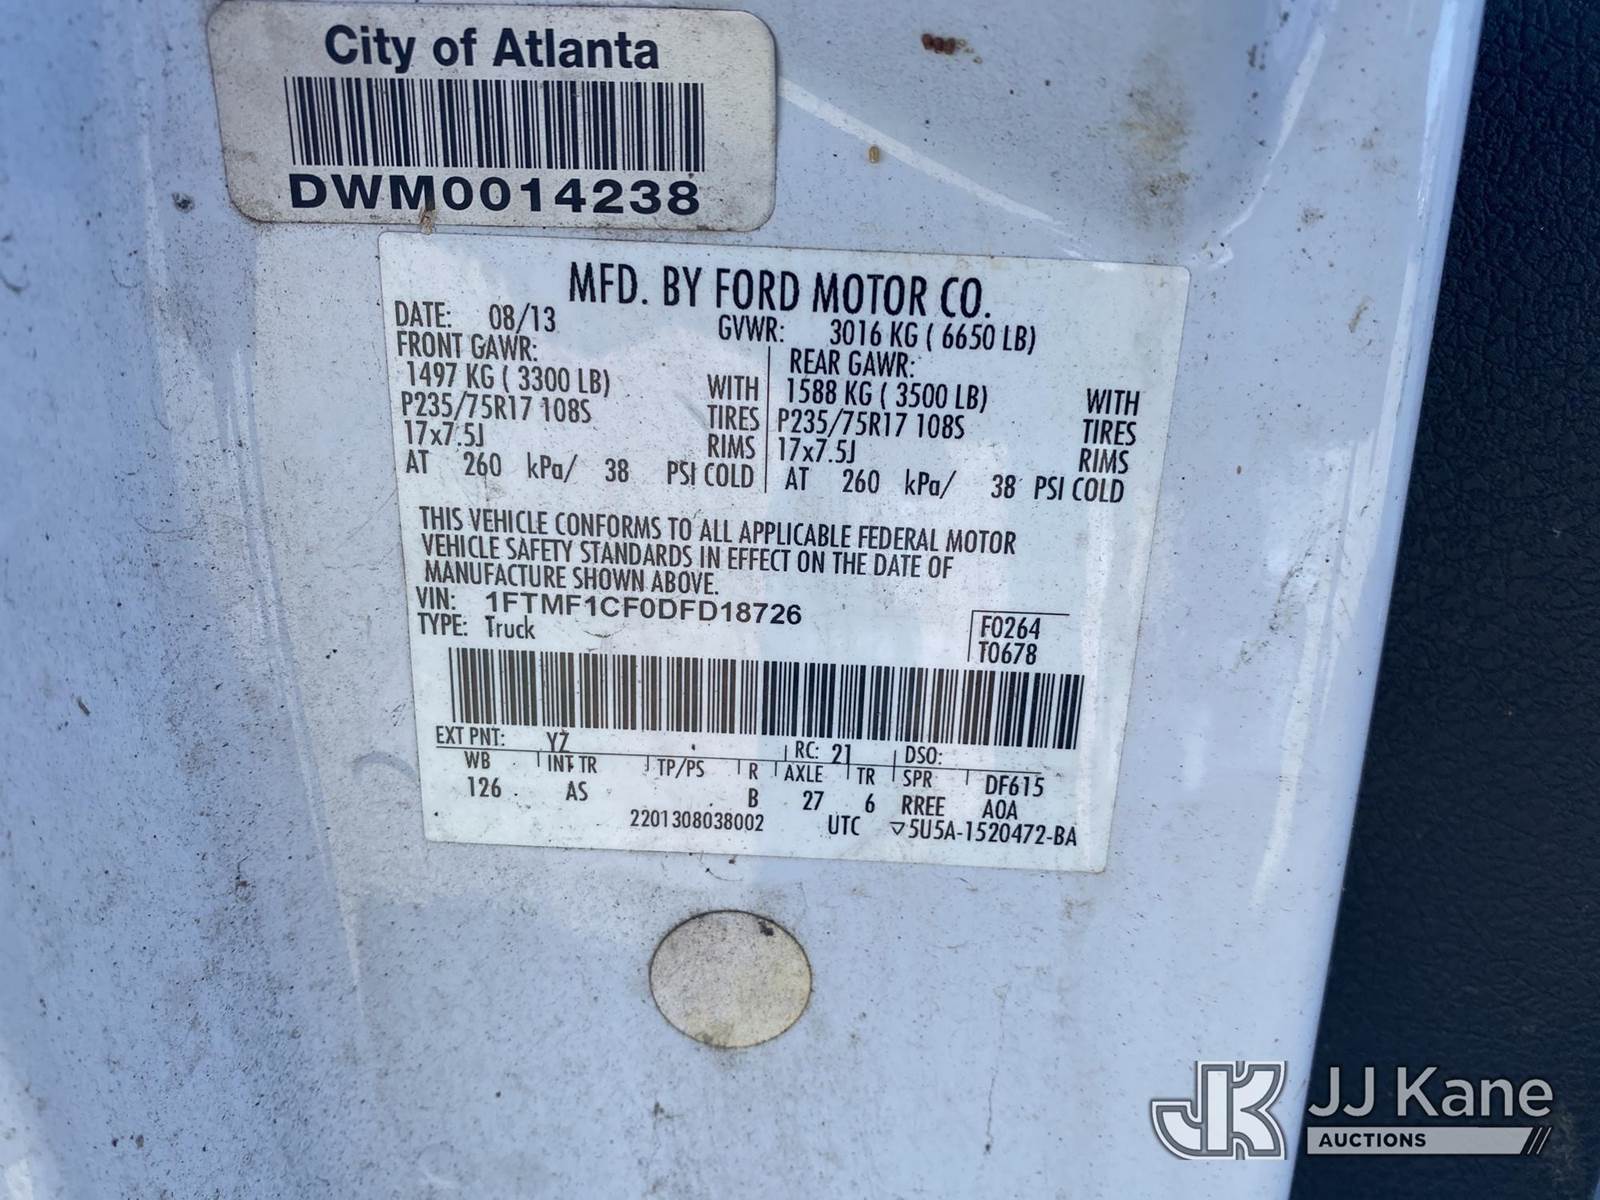 City of Atlanta
DWM0014238
MFD. BY FORD MOTOR CO.
DATE: 08/13 GVWR: 3016 KG ( 6650 LB)
FRONT GAWR: REAR GAWR:
1497 KG ( 3300 LB) WITH 1588 KG ( 3500 LB) WITH
P235/75R17 108S TIRES P235/75R17 108S TIRES
17x7.5J RIMS 17x7.5J RIMS
AT 260 kPa/ 38 PSI COLD AT 260 kPa/ 38 PSI COLD
THIS VEHICLE CONFORMS TO ALL APPLICABLE FEDERAL MOTOR
VEHICLE SAFETY STANDARDS IN EFFECT ON THE DATE OF
MANUFACTURE SHOWN ABOVE.
VIN: 1FTMF1CF0DFD18726
TYPE: Truck
F0264
T0678
EXT PNT: YZ RC: 21 DSO:
WB INT TR TP/PS R AXLE TR SPR DF615
126 AS B 27 6 RREE A0A
2201308038002 UTC ▽5U5A-1520472-BA
JK JJ Kane
AUCTIONS